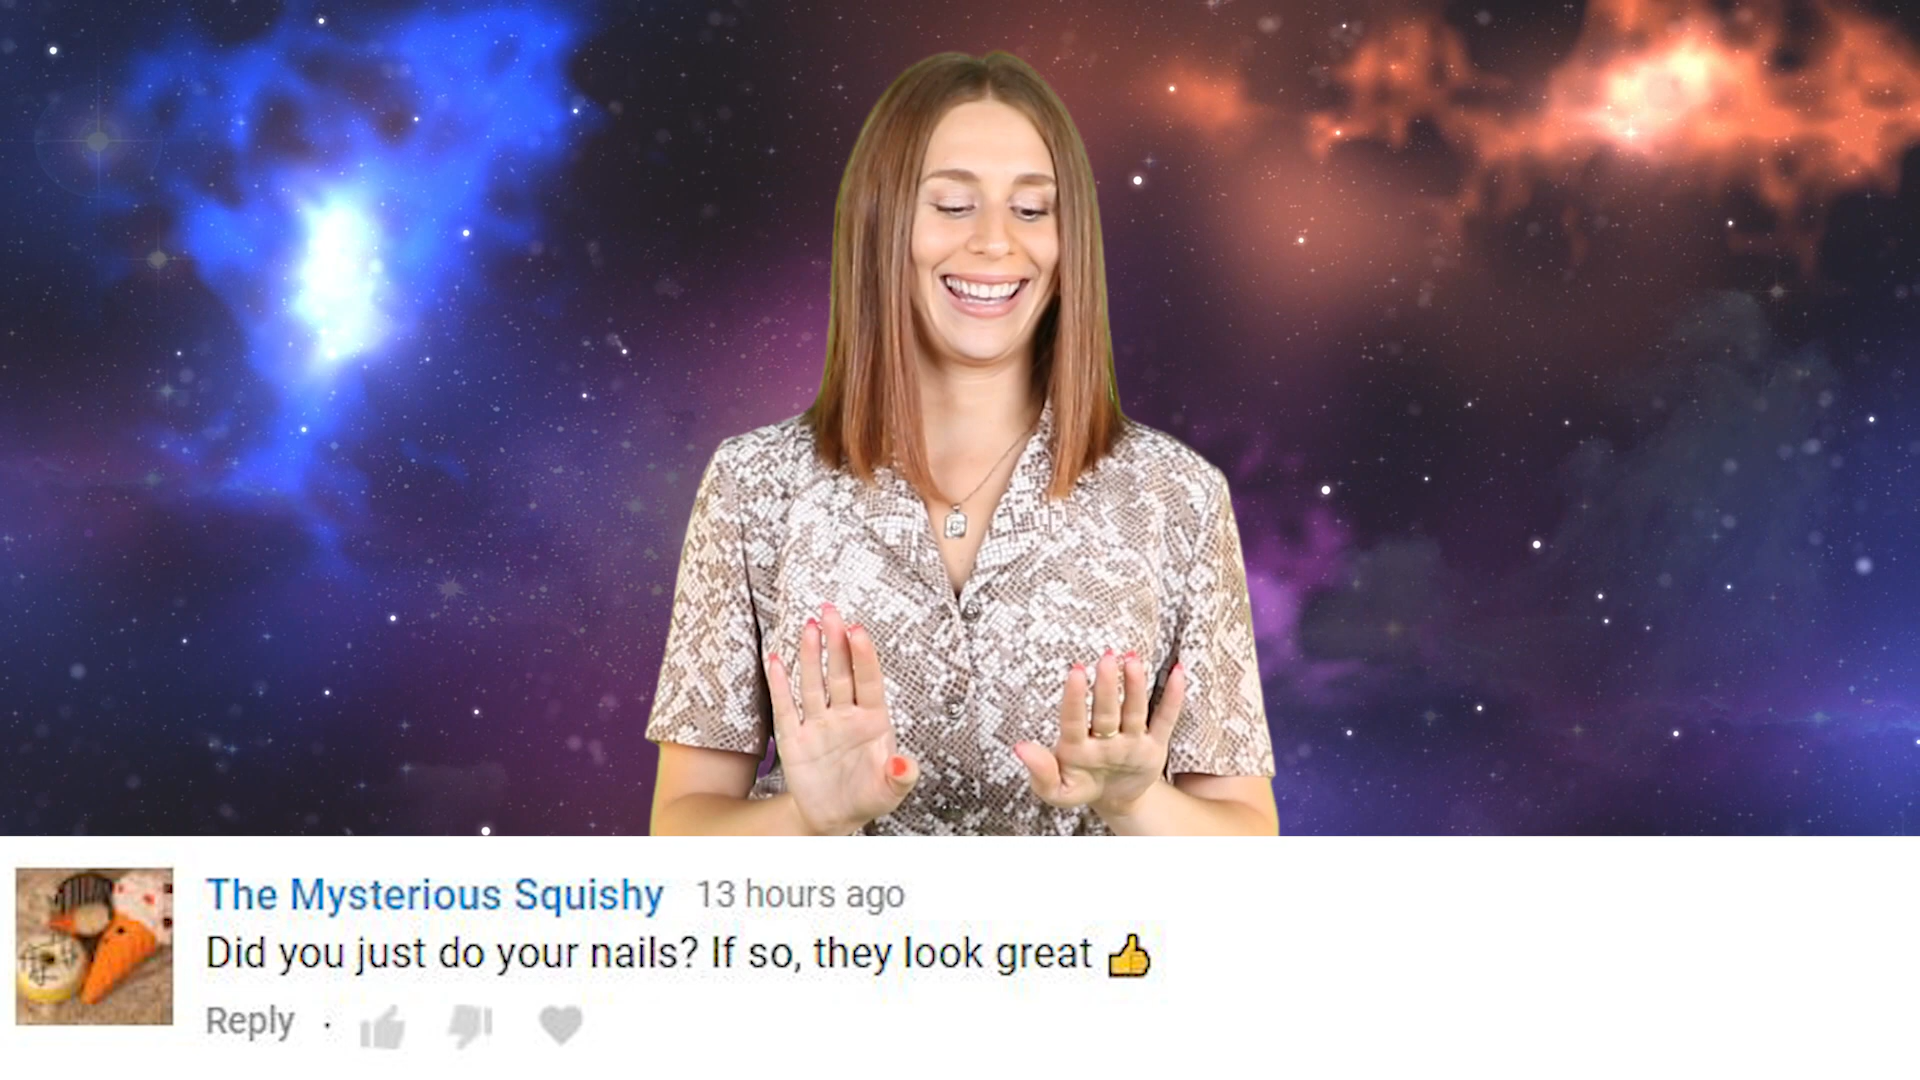 The Mysterious Squishy 13 hours ago
Did you just do your nails? If so, they look great 👍
Reply ·